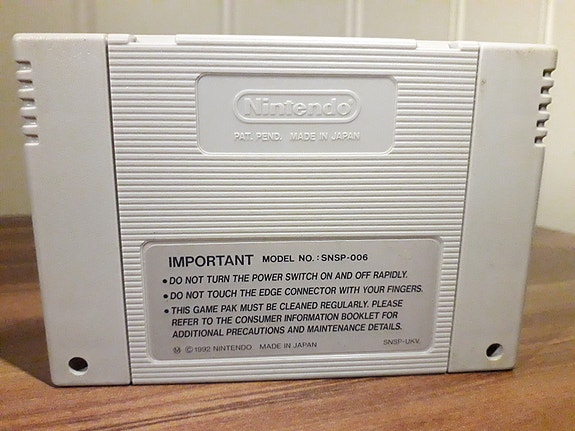 Nintendo®
PAT. PEND. MADE IN JAPAN
IMPORTANT MODEL NO. : SNSP-006
• DO NOT TURN THE POWER SWITCH ON AND OFF RAPIDLY.
• DO NOT TOUCH THE EDGE CONNECTOR WITH YOUR FINGERS.
• THIS GAME PAK MUST BE CLEANED REGULARLY. PLEASE
REFER TO THE CONSUMER INFORMATION BOOKLET FOR
ADDITIONAL PRECAUTIONS AND MAINTENANCE DETAILS.
Ⓜ © 1992 NINTENDO. MADE IN JAPAN SNSP-UKV.